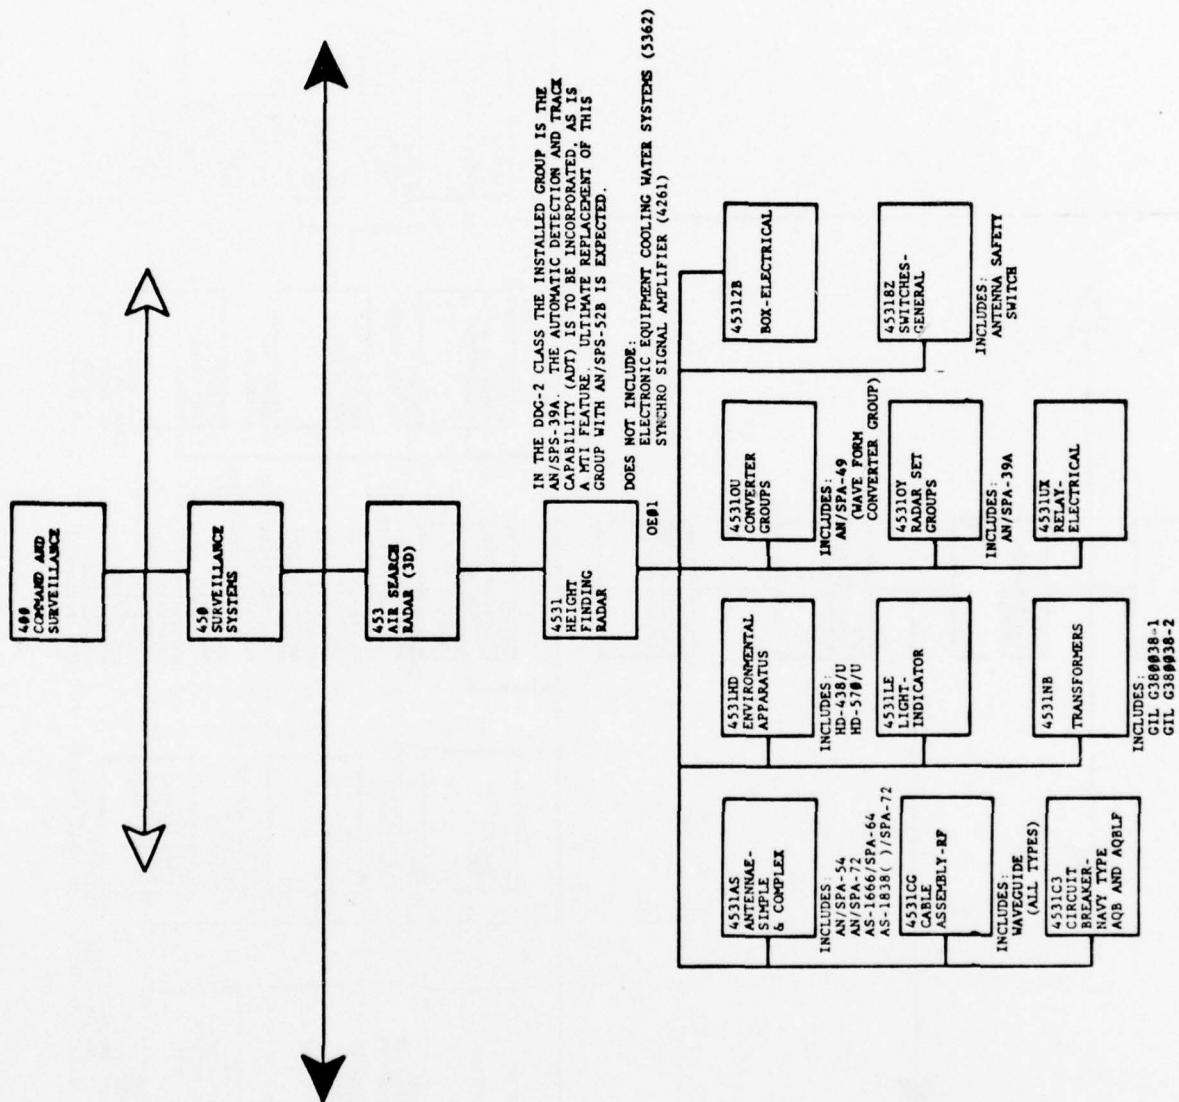 400
COMMAND AND
SURVEILLANCE
450
SURVEILLANCE
SYSTEMS
453
AIR SEARCH
RADAR (3D)
4531
HEIGHT
FINDING
RADAR
OE01
IN THE DDG-2 CLASS THE INSTALLED GROUP IS THE
AN/SPS-39A. THE AUTOMATIC DETECTION AND TRACK
CAPABILITY (ADT) IS TO BE INCORPORATED, AS IS
A MTI FEATURE. ULTIMATE REPLACEMENT OF THIS
GROUP WITH AN/SPS-52B IS EXPECTED.
DOES NOT INCLUDE:
ELECTRONIC EQUIPMENT COOLING WATER SYSTEMS (5362)
SYNCHRO SIGNAL AMPLIFIER (4261)
4531AS
ANTENNAE-
SIMPLE
& COMPLEX
INCLUDES:
AN/SPA-54
AN/SPA-72
AS-1666/SPA-64
AS-1838( )/SPA-72
4531CG
CABLE
ASSEMBLY-RF
INCLUDES:
WAVEGUIDE
(ALL TYPES)
4531C3
CIRCUIT
BREAKER-
NAVY TYPE
AQB AND AQBLF
4531HD
ENVIRONMENTAL
APPARATUS
INCLUDES:
HD-438/U
HD-570/U
4531LE
LIGHT-
INDICATOR
4531NB
TRANSFORMERS
INCLUDES:
GIL G380038-1
GIL G380038-2
4531OU
CONVERTER
GROUPS
INCLUDES:
AN/SPA-49
(WAVE FORM
CONVERTER GROUP)
4531OY
RADAR SET
GROUPS
INCLUDES:
AN/SPA-39A
4531UX
RELAY-
ELECTRICAL
45312B
BOX-ELECTRICAL
45318Z
SWITCHES-
GENERAL
INCLUDES:
ANTENNA SAFETY
SWITCH